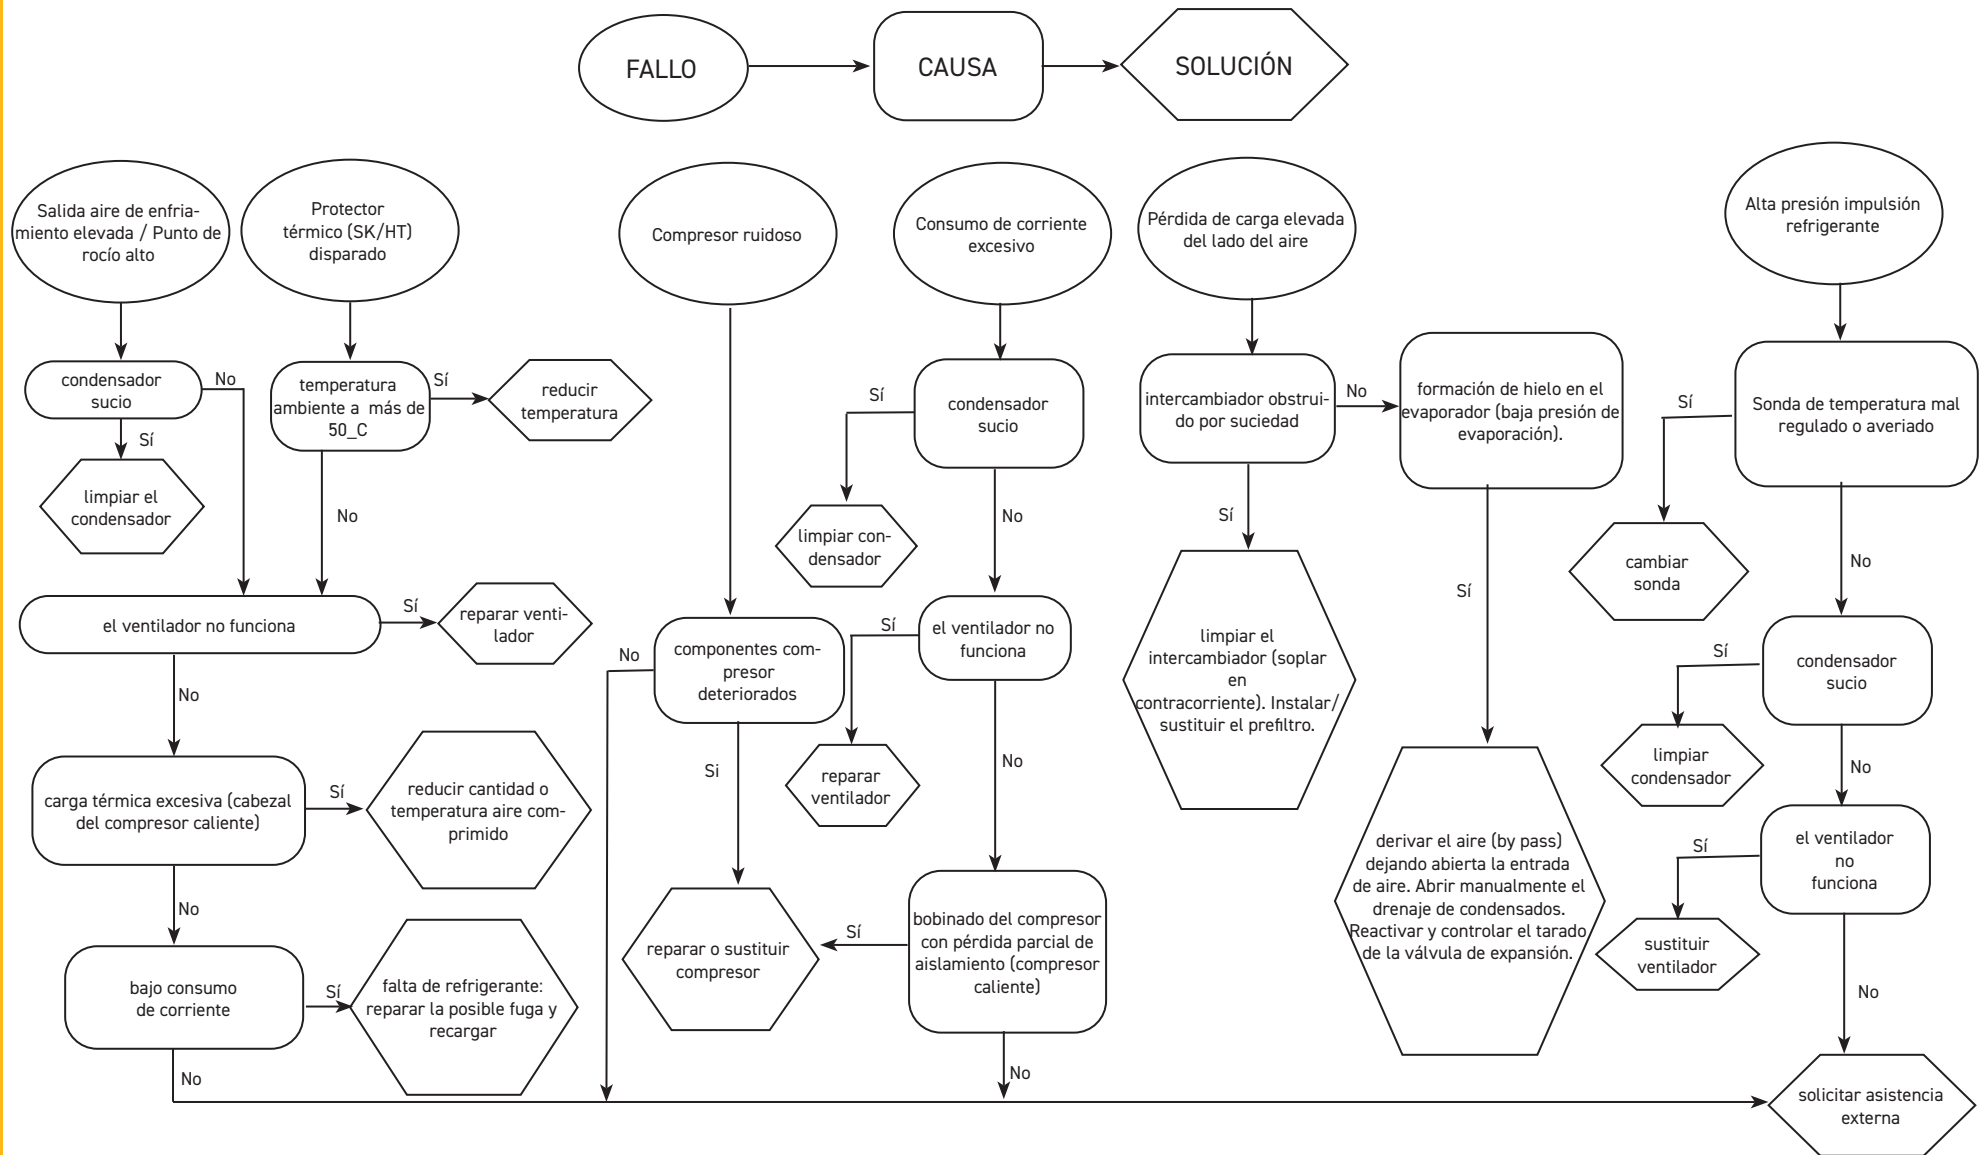 FALLO
CAUSA
SOLUCIÓN
Salida aire de enfria-
miento elevada / Punto de
rocío alto
condensador
sucio
No
Sí
limpiar el
condensador
Protector
térmico (SK/HT)
disparado
temperatura
ambiente a más de
50_C
Sí
reducir
temperatura
No
el ventilador no funciona
Sí
reparar venti-
lador
No
carga térmica excesiva (cabezal
del compresor caliente)
Sí
reducir cantidad o
temperatura aire com-
primido
No
bajo consumo
de corriente
Sí
falta de refrigerante:
reparar la posible fuga y
recargar
No
Compresor ruidoso
componentes com-
presor
deteriorados
No
Si
reparar o sustituir
compresor
Consumo de corriente
excesivo
condensador
sucio
Sí
limpiar con-
densador
No
el ventilador no
funciona
Sí
reparar
ventilador
No
bobinado del compresor
con pérdida parcial de
aislamiento (compresor
caliente)
Sí
No
Pérdida de carga elevada
del lado del aire
intercambiador obstrui-
do por suciedad
No
Sí
limpiar el
intercambiador (soplar
en
contracorriente). Instalar/
sustituir el prefiltro.
formación de hielo en el
evaporador (baja presión de
evaporación).
Sí
derivar el aire (by pass)
dejando abierta la entrada
de aire. Abrir manualmente el
drenaje de condensados.
Reactivar y controlar el tarado
de la válvula de expansión.
Alta presión impulsión
refrigerante
Sonda de temperatura mal
regulado o averiado
Sí
cambiar
sonda
No
condensador
sucio
Sí
limpiar
condensador
No
el ventilador
no
funciona
Sí
sustituir
ventilador
No
solicitar asistencia
externa